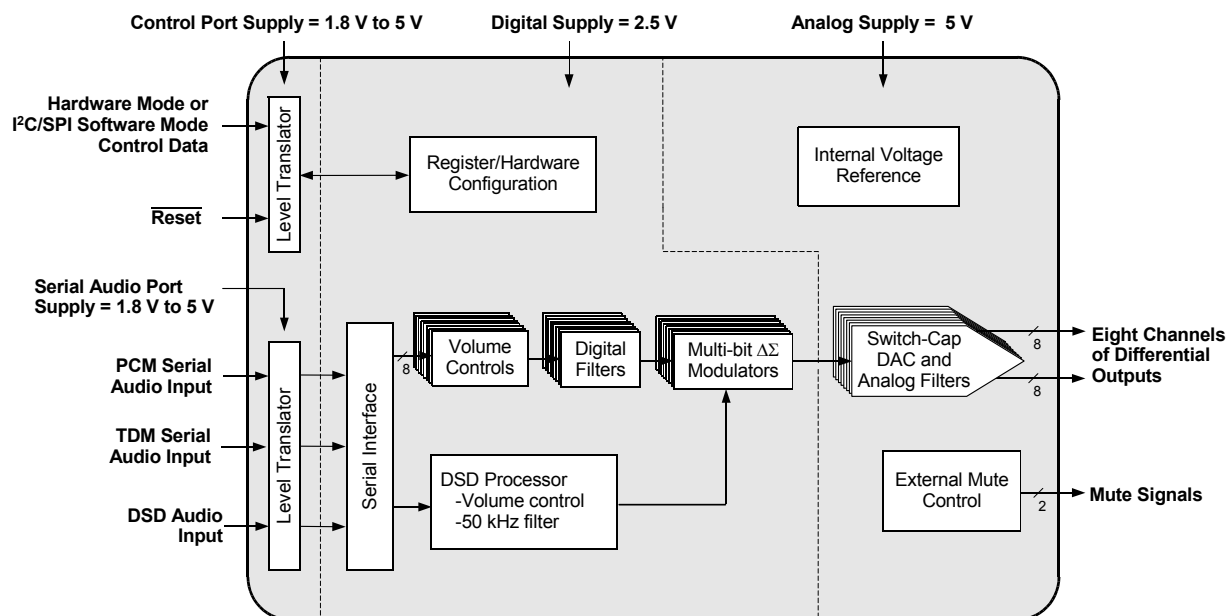 Control Port Supply = 1.8 V to 5 V
Digital Supply = 2.5 V
Analog Supply = 5 V
Hardware Mode or
I²C/SPI Software Mode
Control Data
Reset
Level Translator
Register/Hardware
Configuration
Internal Voltage
Reference
Serial Audio Port
Supply = 1.8 V to 5 V
PCM Serial
Audio Input
TDM Serial
Audio Input
DSD Audio
Input
Level Translator
Serial Interface
8
Volume
Controls
Digital
Filters
Multi-bit ΔΣ
Modulators
Switch-Cap
DAC and
Analog Filters
8
8
Eight Channels
of Differential
Outputs
DSD Processor
-Volume control
-50 kHz filter
External Mute
Control
2
Mute Signals